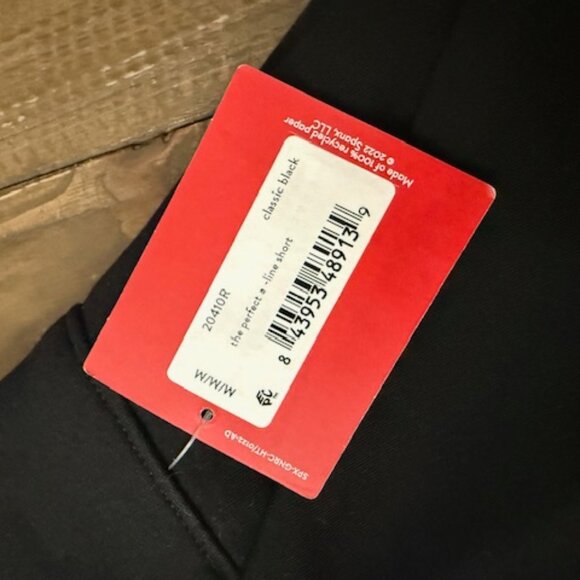 Made of 100% recycled paper
© 2022 Spanx, LLC
classic black
the perfect a-line short
20410R
M/M/M
8 43953 48913 9
SPX-GNRC-HT/0122-AD